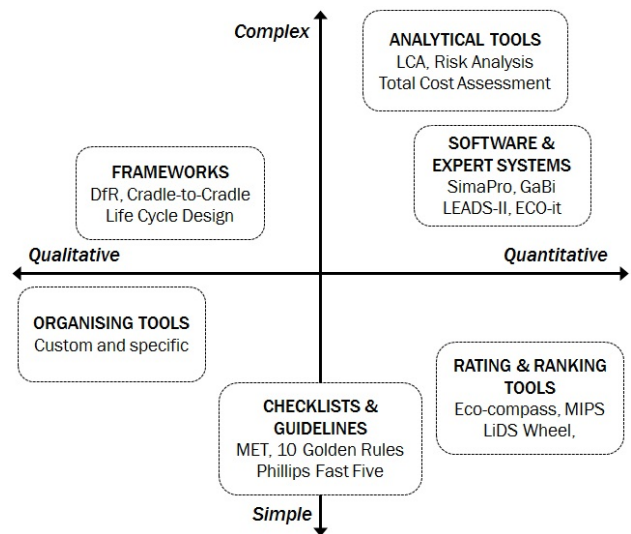 Complex
ANALYTICAL TOOLS
LCA, Risk Analysis
Total Cost Assessment
SOFTWARE &
EXPERT SYSTEMS
SimaPro, GaBi
LEADS-II, ECO-it
FRAMEWORKS
DfR, Cradle-to-Cradle
Life Cycle Design
Qualitative
Quantitative
ORGANISING TOOLS
Custom and specific
RATING & RANKING
TOOLS
Eco-compass, MIPS
LiDS Wheel,
CHECKLISTS &
GUIDELINES
MET, 10 Golden Rules
Phillips Fast Five
Simple